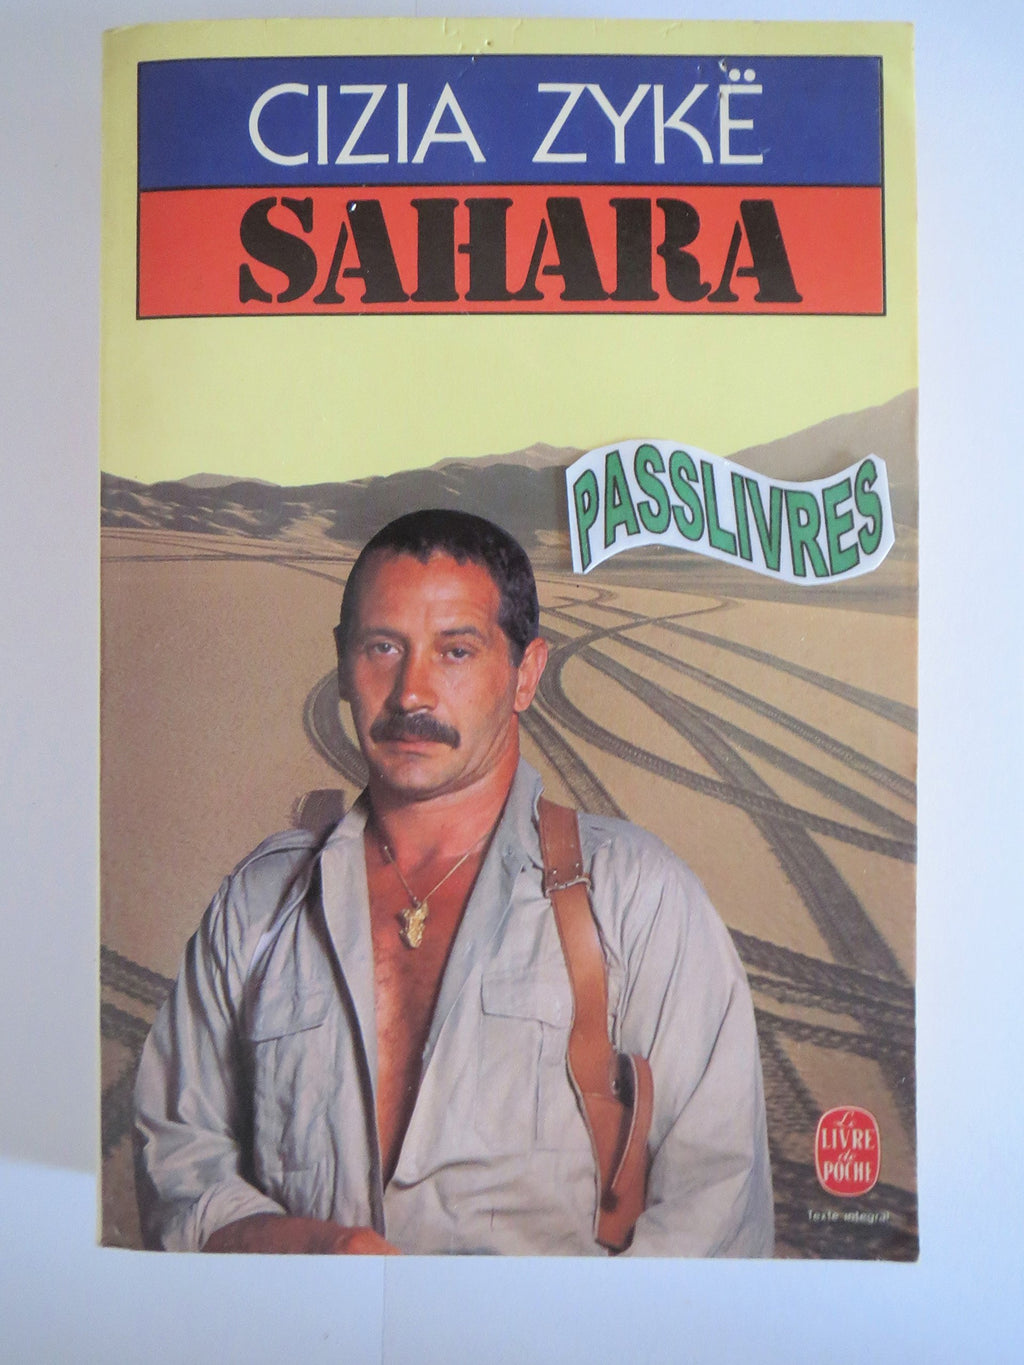 CIZIA ZYKË
SAHARA
PASSLIVRES
Le
LIVRE
de
POCHE
Texte intégral